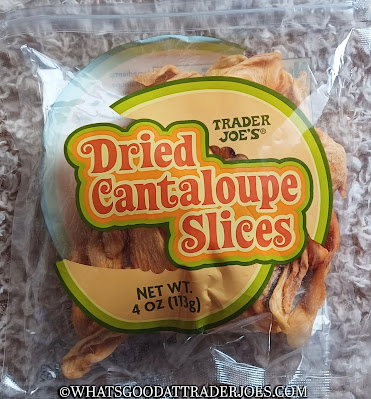 TRADER
JOE'S®
Dried
Cantaloupe
Slices
NET WT.
4 OZ (113g)
©WHATSGOODATTRADERJOES.COM